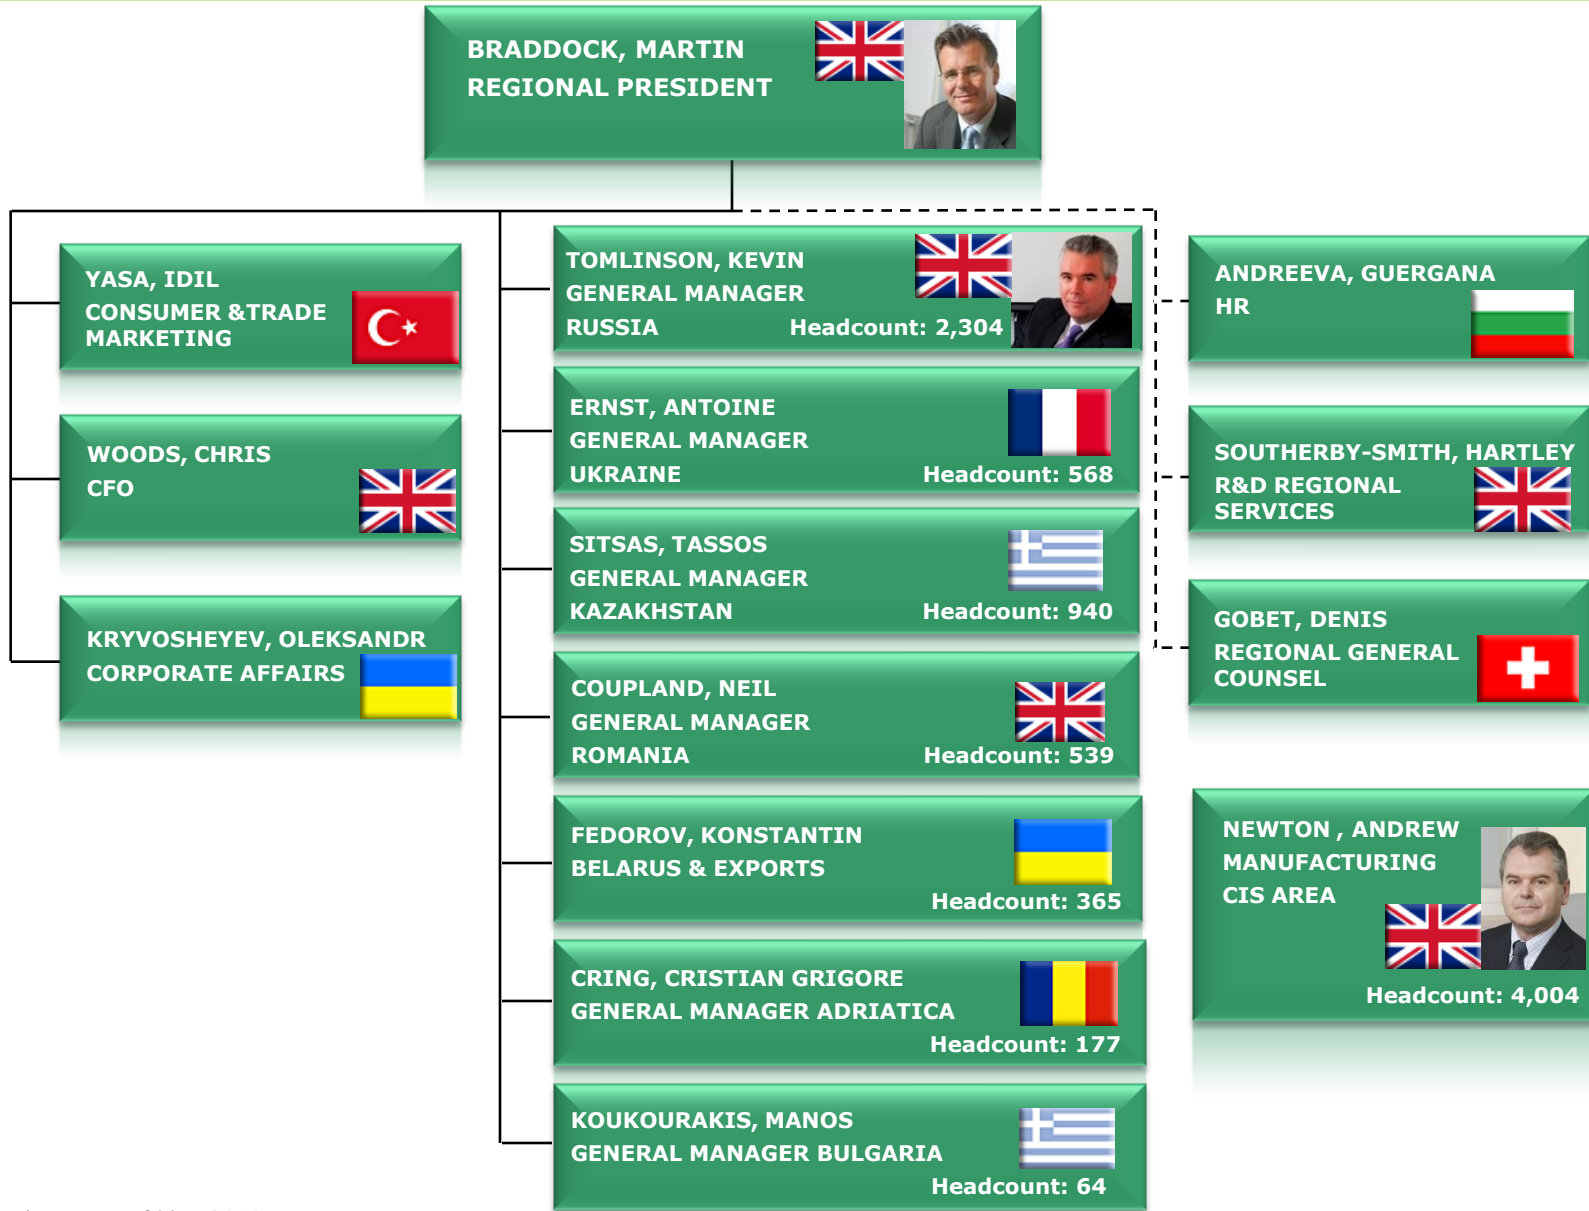 BRADDOCK, MARTIN
REGIONAL PRESIDENT
YASA, IDIL
CONSUMER &TRADE
MARKETING
WOODS, CHRIS
CFO
KRYVOSHEYEV, OLEKSANDR
CORPORATE AFFAIRS
TOMLINSON, KEVIN
GENERAL MANAGER
RUSSIA Headcount: 2,304
ERNST, ANTOINE
GENERAL MANAGER
UKRAINE Headcount: 568
SITSAS, TASSOS
GENERAL MANAGER
KAZAKHSTAN Headcount: 940
COUPLAND, NEIL
GENERAL MANAGER
ROMANIA Headcount: 539
FEDOROV, KONSTANTIN
BELARUS & EXPORTS
Headcount: 365
CRING, CRISTIAN GRIGORE
GENERAL MANAGER ADRIATICA
Headcount: 177
KOUKOURAKIS, MANOS
GENERAL MANAGER BULGARIA
Headcount: 64
ANDREEVA, GUERGANA
HR
SOUTHERBY-SMITH, HARTLEY
R&D REGIONAL
SERVICES
GOBET, DENIS
REGIONAL GENERAL
COUNSEL
NEWTON , ANDREW
MANUFACTURING
CIS AREA
Headcount: 4,004